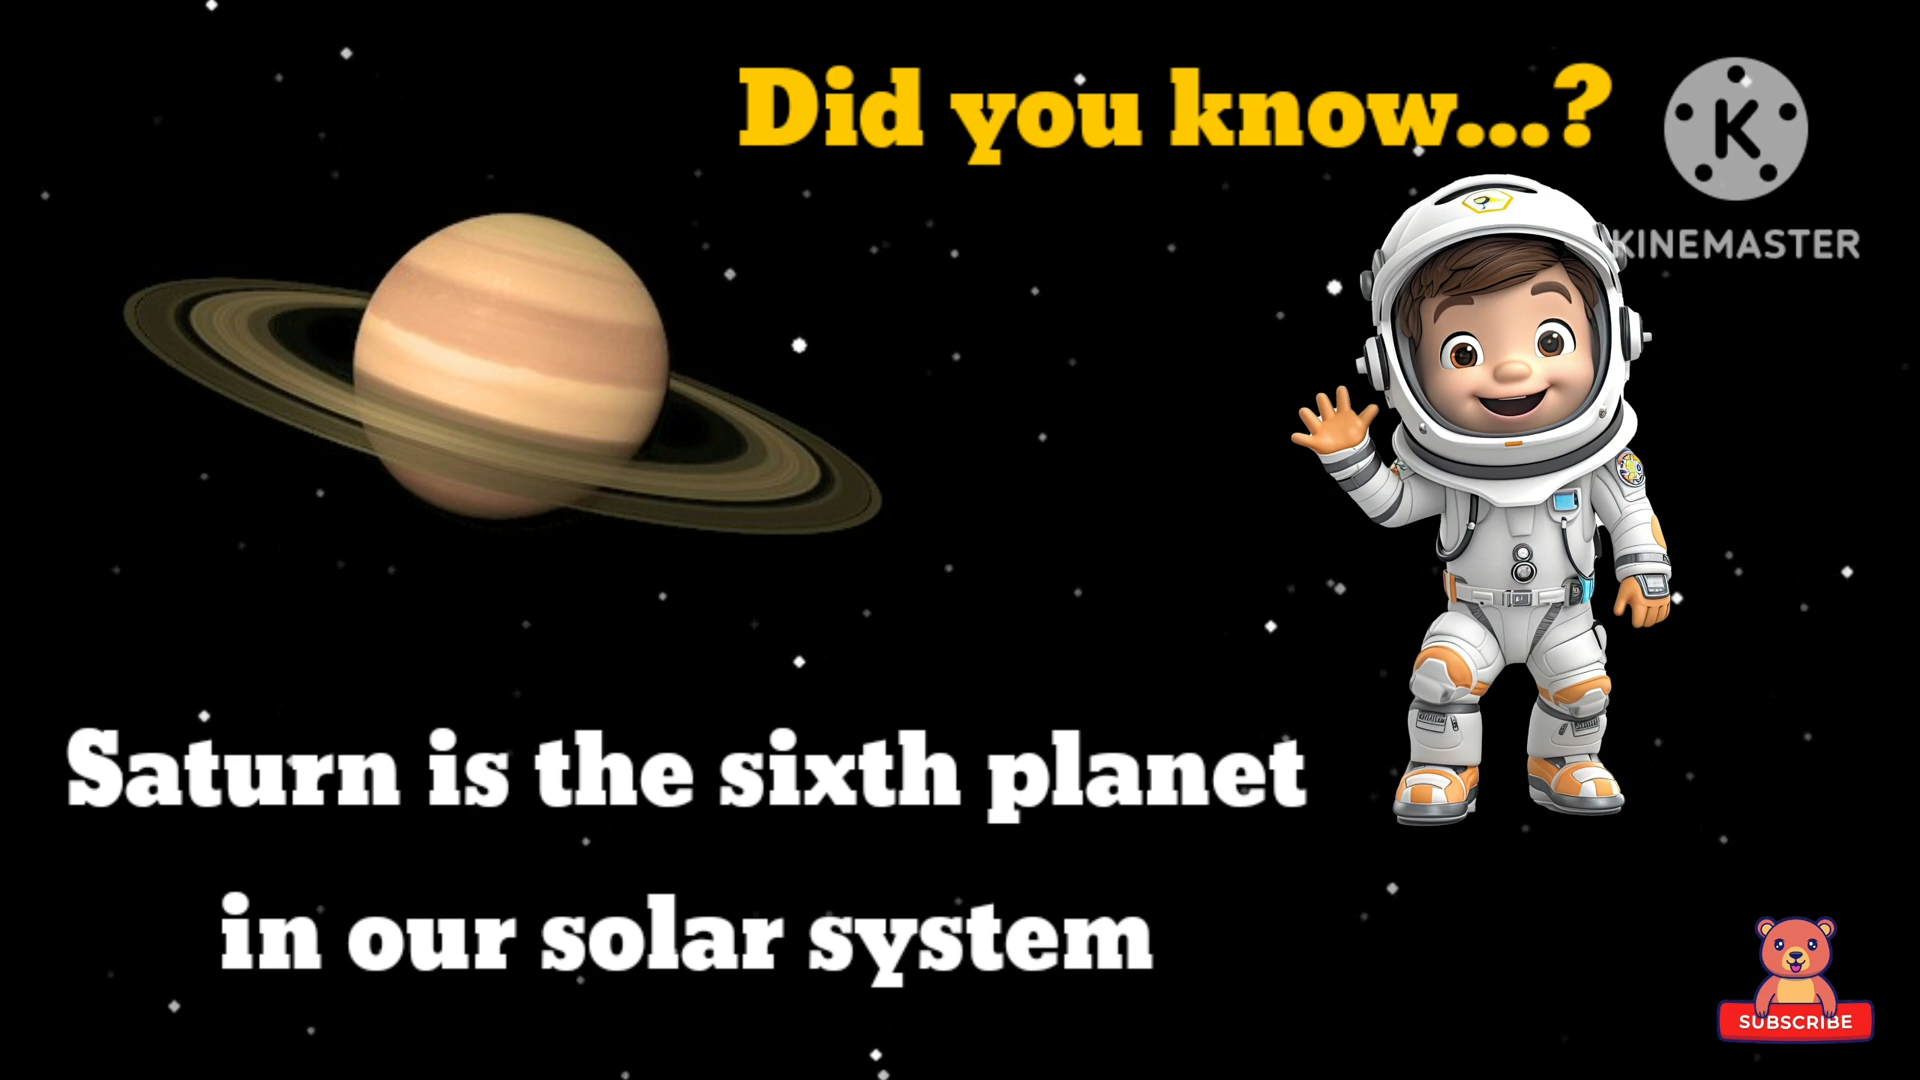 Did you know...?
K
KINEMASTER
Saturn is the sixth planet
in our solar system
SUBSCRIBE